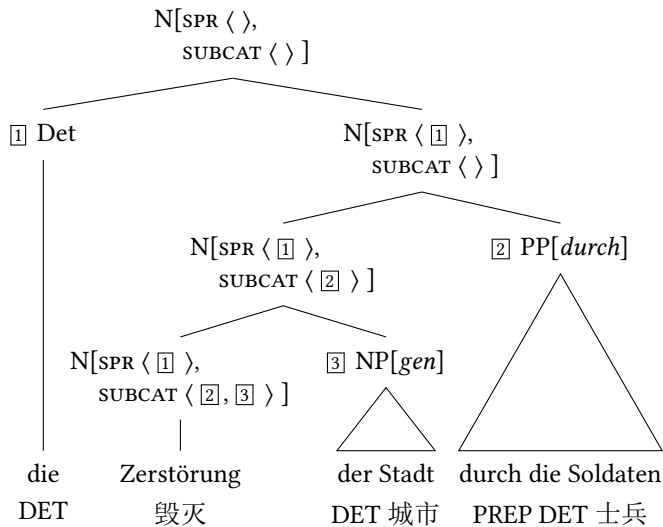 N[SPR ⟨ ⟩,
SUBCAT ⟨ ⟩ ]
1 Det
N[SPR ⟨ 1 ⟩,
SUBCAT ⟨ ⟩ ]
N[SPR ⟨ 1 ⟩,
SUBCAT ⟨ 2 ⟩ ]
2 PP[durch]
N[SPR ⟨ 1 ⟩,
SUBCAT ⟨ 2, 3 ⟩ ]
3 NP[gen]
die Zerstörung der Stadt durch die Soldaten
DET 毁灭 DET 城市 PREP DET 士兵